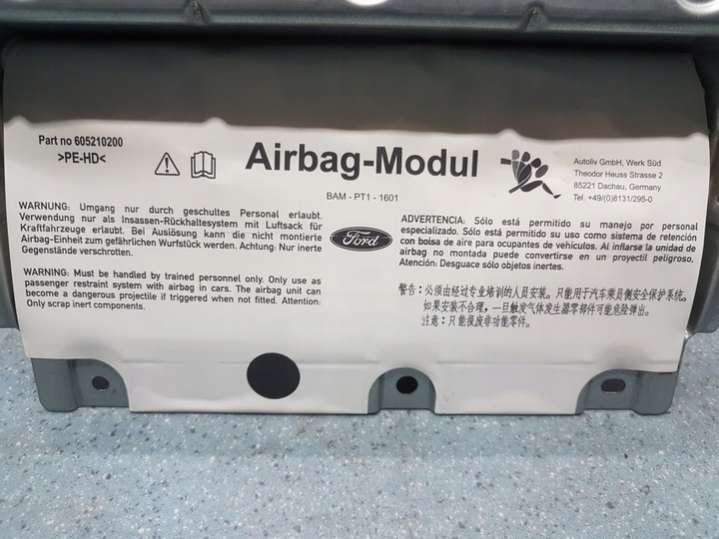 Part no 605210200
>PE-HD<
Airbag-Modul
BAM - PT1 - 1601
Autoliv GmbH, Werk Süd
Theodor Heuss Strasse 2
85221 Dachau, Germany
Tel. +49/(0)8131/295-0
WARNUNG: Umgang nur durch geschultes Personal erlaubt.
Verwendung nur als Insassen-Rückhaltesystem mit Luftsack für
Kraftfahrzeuge erlaubt. Bei Auslösung kann die nicht montierte
Airbag-Einheit zum gefährlichen Wurfstück werden. Achtung: Nur inerte
Gegenstände verschrotten.
WARNING: Must be handled by trained personnel only. Only use as
passenger restraint system with airbag in cars. The airbag unit can
become a dangerous projectile if triggered when not fitted. Attention:
Only scrap inert components.
Ford
ADVERTENCIA: Sólo está permitido su manejo por personal
especializado. Sólo está permitido su uso como sistema de retención
con bolsa de aire para ocupantes de vehículos. Al inflarse la unidad de
airbag no montada puede convertirse en un proyectil peligroso.
Atención: Desguace sólo objetos inertes.
警告：公须由经过专业培训的人员安装。只能用于汽车乘员侧安全保护系统。
如果安装不合理，一旦触发气体发生器零部件可能危险弹出。
注意：只能报废非功能零件。